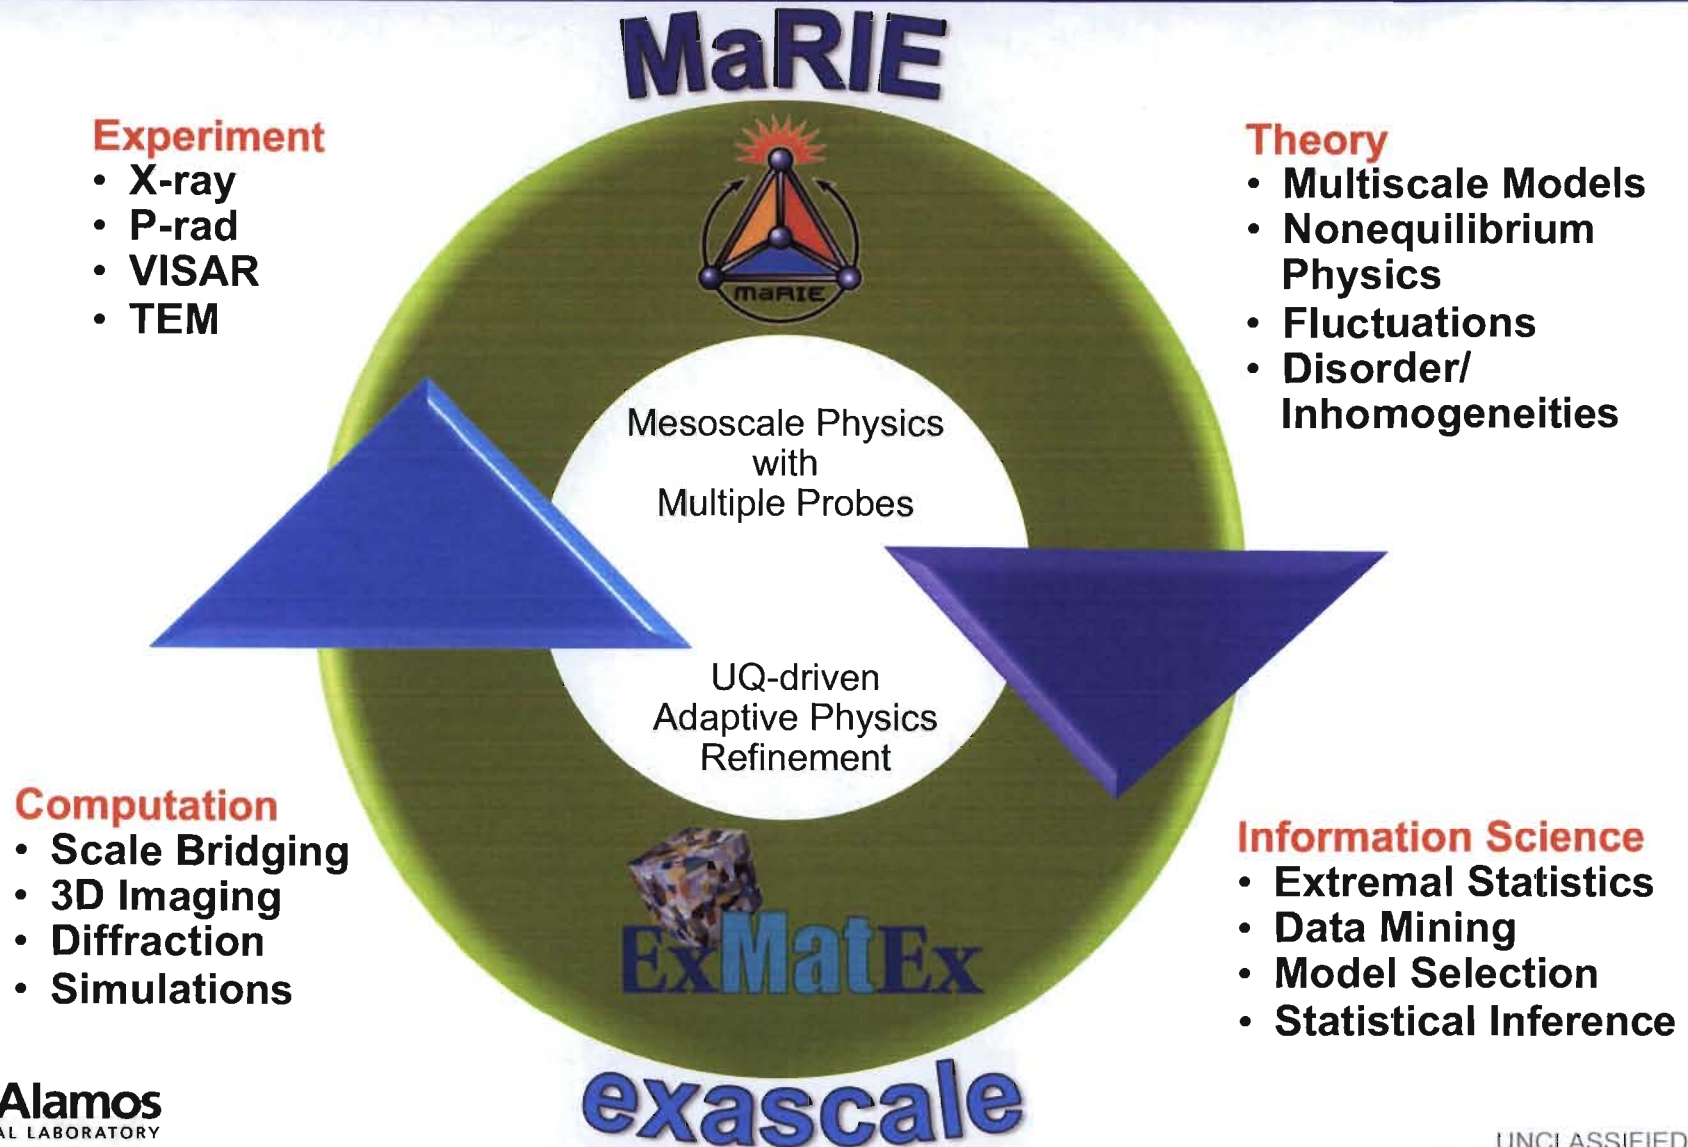 MaRIE
Experiment
• X-ray
• P-rad
• VISAR
• TEM
maRIE
Theory
• Multiscale Models
• Nonequilibrium
Physics
• Fluctuations
• Disorder/
Inhomogeneities
Mesoscale Physics
with
Multiple Probes
UQ-driven
Adaptive Physics
Refinement
Computation
• Scale Bridging
• 3D Imaging
• Diffraction
• Simulations
ExMatEx
Information Science
• Extremal Statistics
• Data Mining
• Model Selection
• Statistical Inference
exascale
Alamos
AL LABORATORY
UNCLASSIFIED